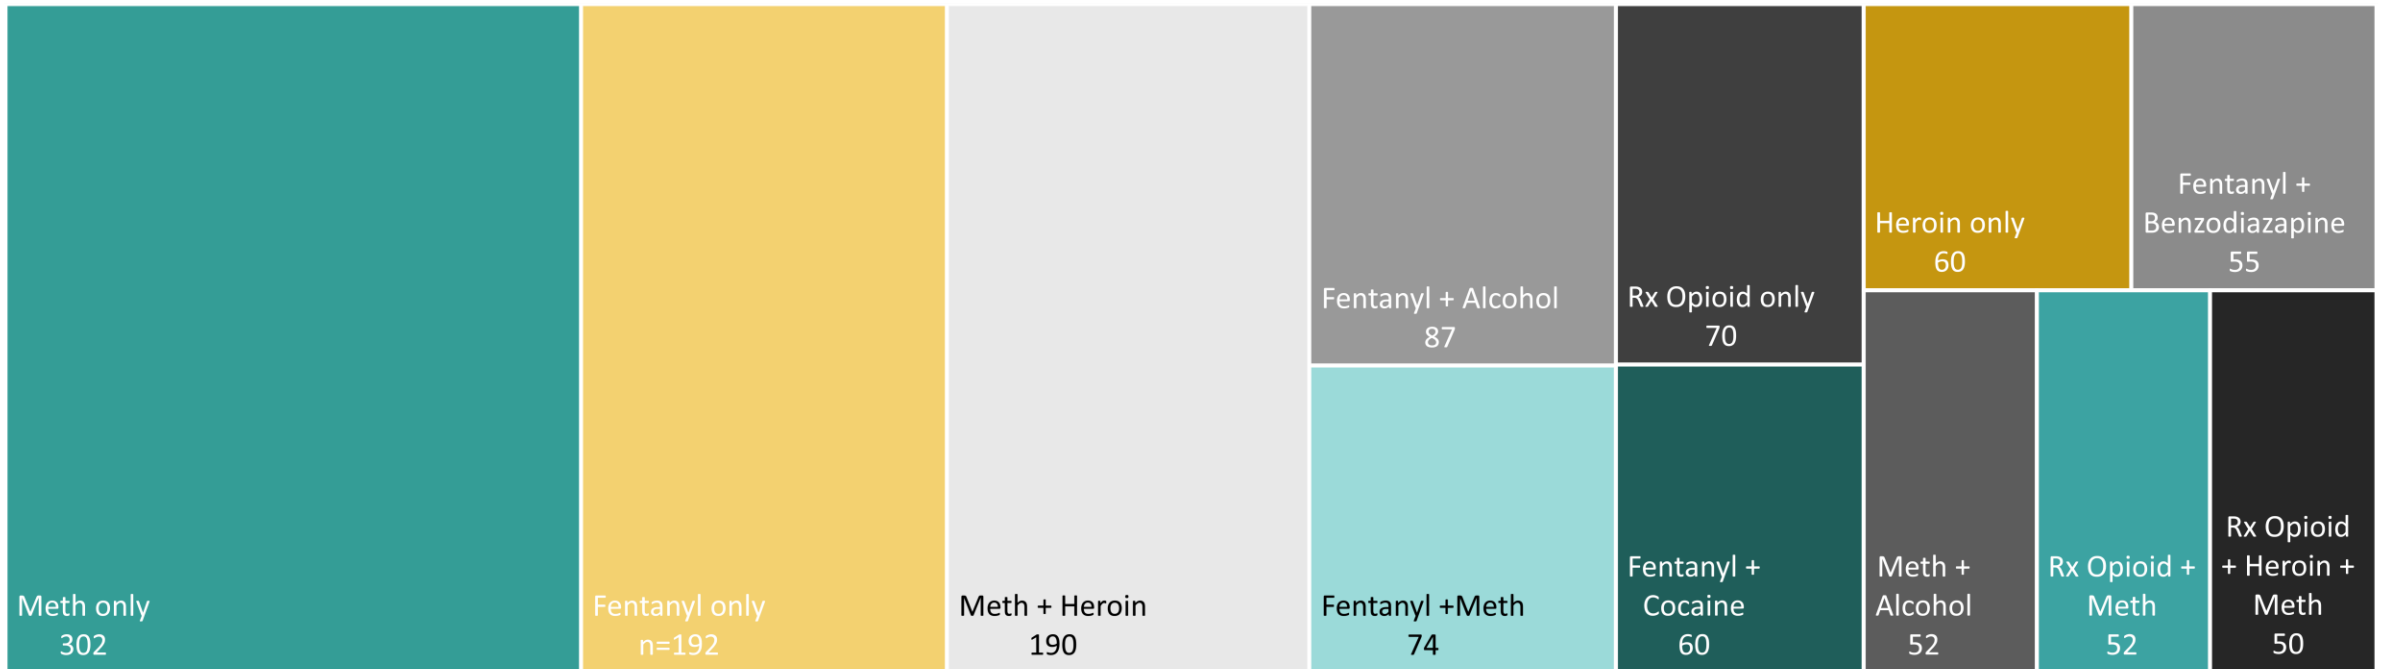 Meth only
302
Fentanyl only
n=192
Meth + Heroin
190
Fentanyl + Alcohol
87
Fentanyl +Meth
74
Rx Opioid only
70
Fentanyl +
Cocaine
60
Heroin only
60
Fentanyl +
Benzodiazapine
55
Meth +
Alcohol
52
Rx Opioid +
Meth
52
Rx Opioid
+ Heroin +
Meth
50